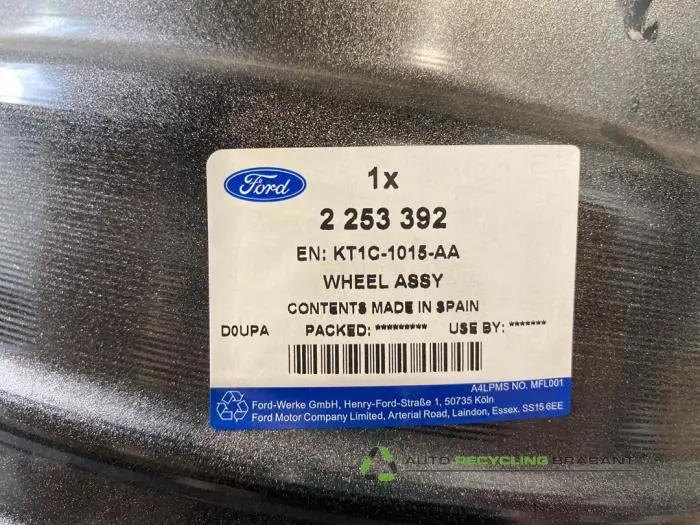 Ford
1x
2 253 392
EN: KT1C-1015-AA
WHEEL ASSY
CONTENTS MADE IN SPAIN
D0UPA PACKED: ********* USE BY: *******
A4LPMS NO. MFL001
Ford-Werke GmbH, Henry-Ford-Straße 1, 50735 Köln
Ford Motor Company Limited, Arterial Road, Laindon, Essex. SS15 6EE
AUTO RECYCLING BRABANT